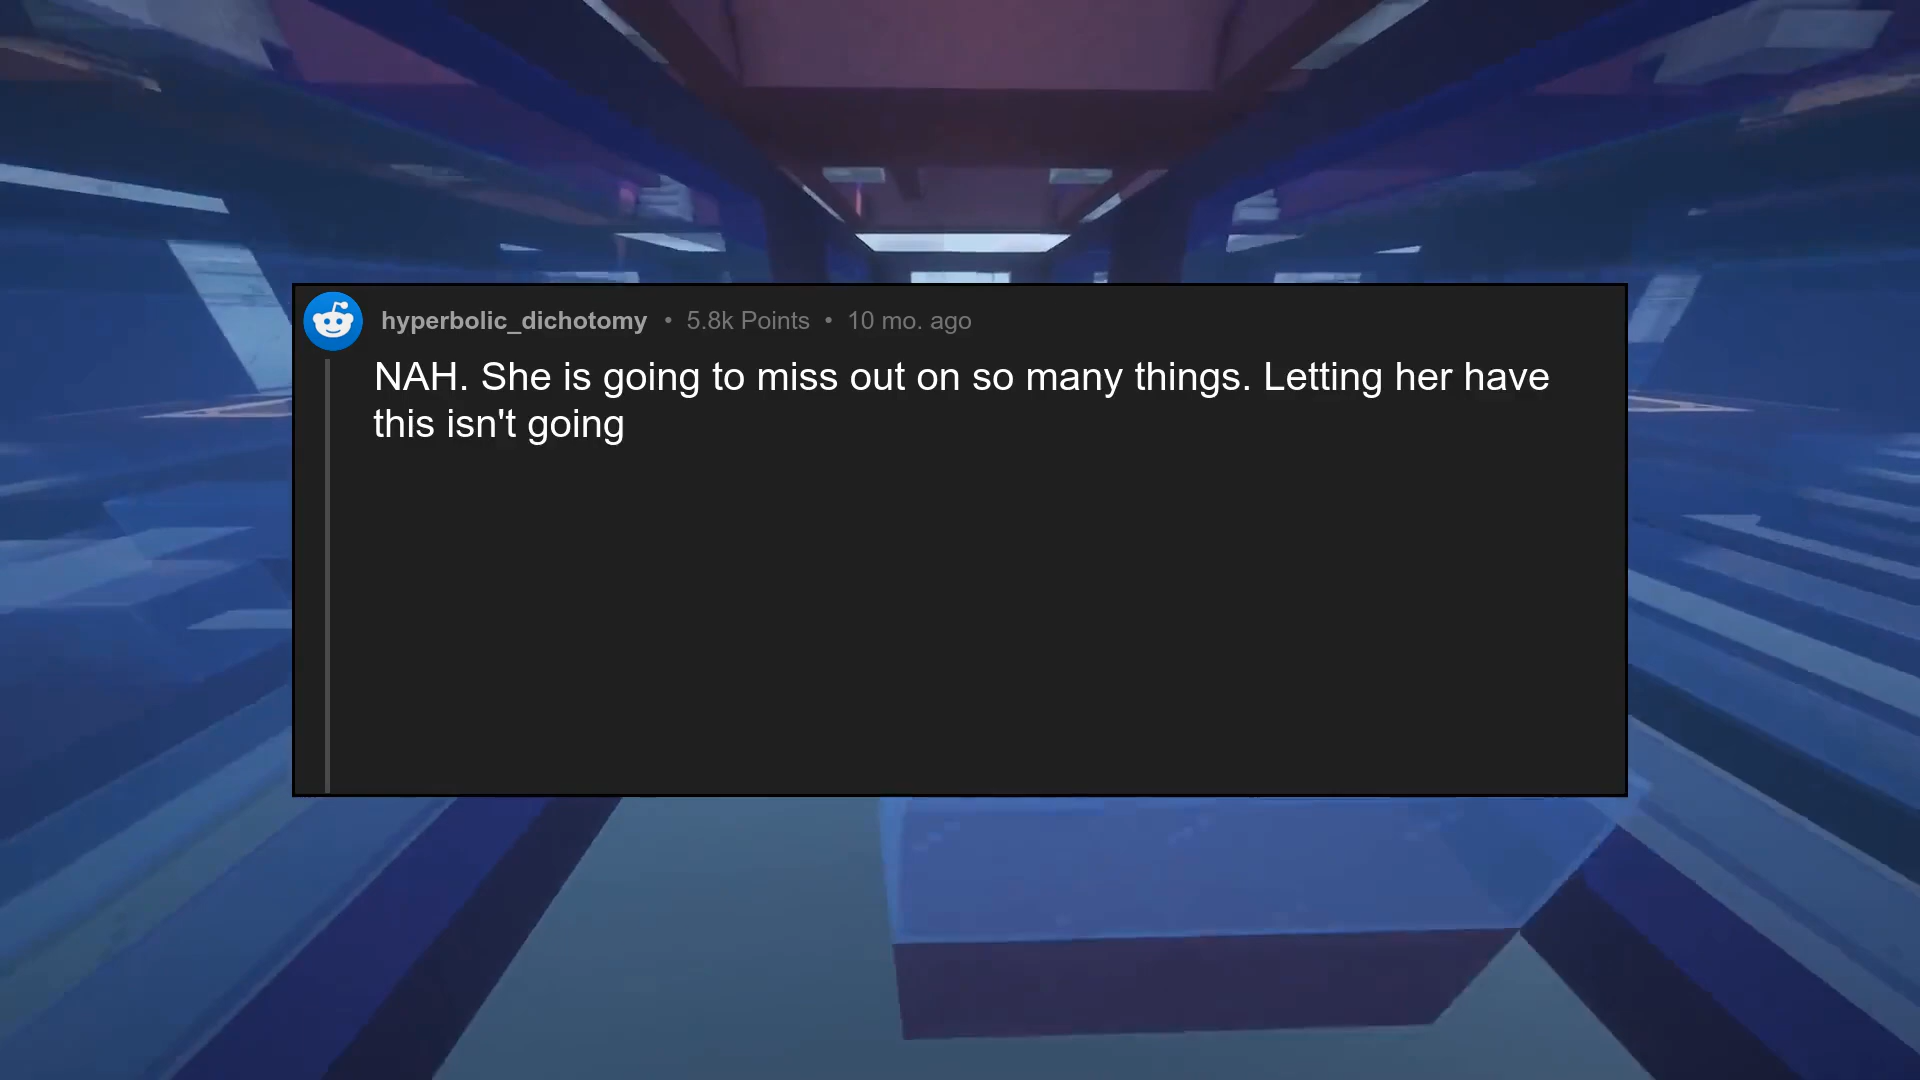 hyperbolic_dichotomy • 5.8k Points • 10 mo. ago
NAH. She is going to miss out on so many things. Letting her have
this isn't going